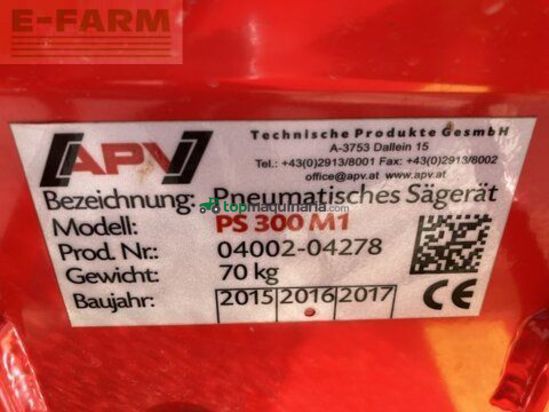 E-FARM
APV
Technische Produkte GesmbH
A-3753 Dallein 15
Tel.: +43(0)2913/8001 Fax: +43(0)2913/8002
office@apv.at www.apv.at
Bezeichnung: Pneumatisches Sägerät
topmaquinaria.com
Modell: PS 300 M1
Prod. Nr.: 04002-04278
Gewicht: 70 kg
Baujahr: 2015 2016 2017
CE